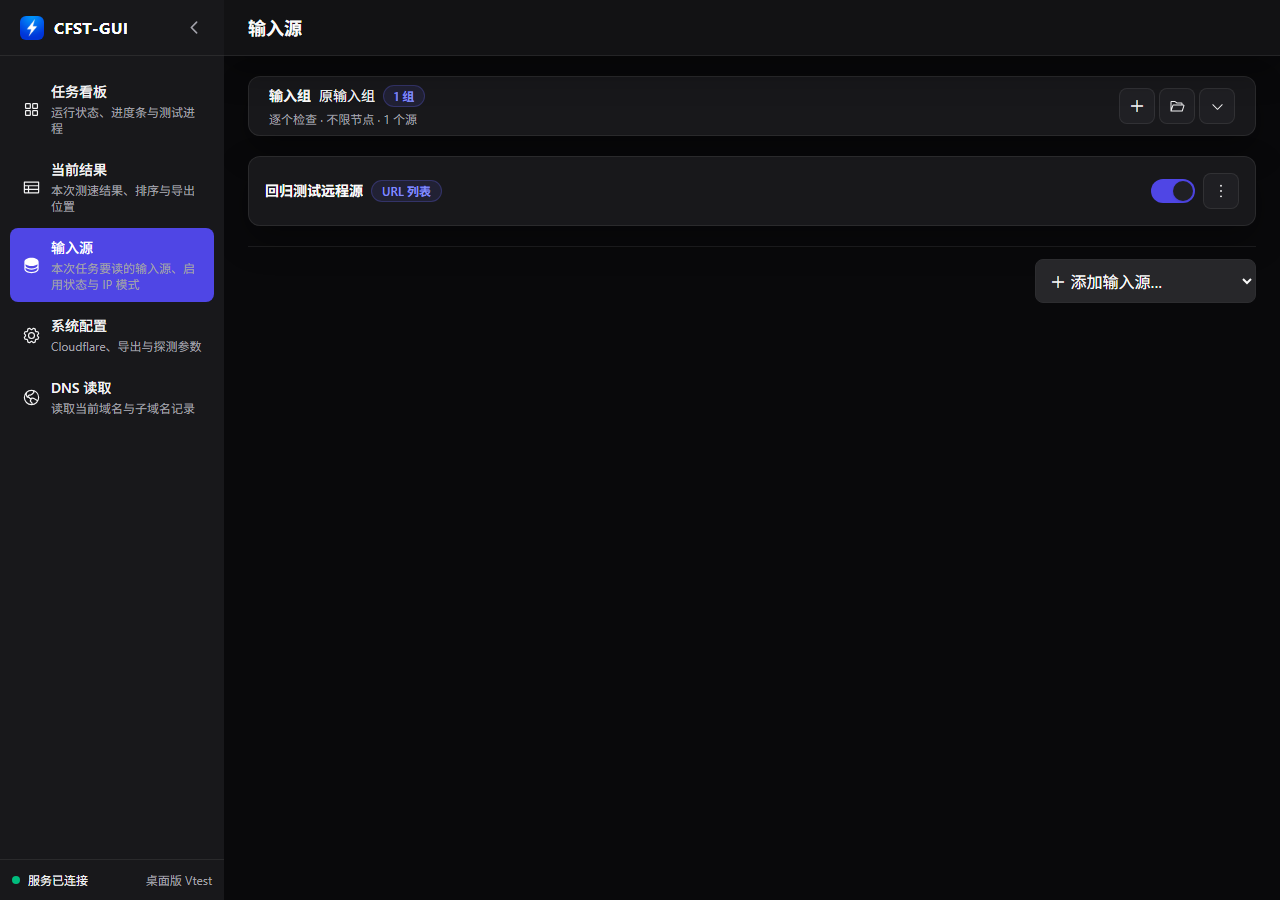 CFST-GUI
输入源
任务看板
运行状态、进度条与测试进
程
当前结果
本次测速结果、排序与导出
位置
输入源
本次任务要读的输入源、启
用状态与 IP 模式
系统配置
Cloudflare、导出与探测参数
DNS 读取
读取当前域名与子域名记录
服务已连接 桌面版 Vtest
输入组 原输入组 1 组
逐个检查 · 不限节点 · 1 个源
回归测试远程源 URL 列表
+ 添加输入源...